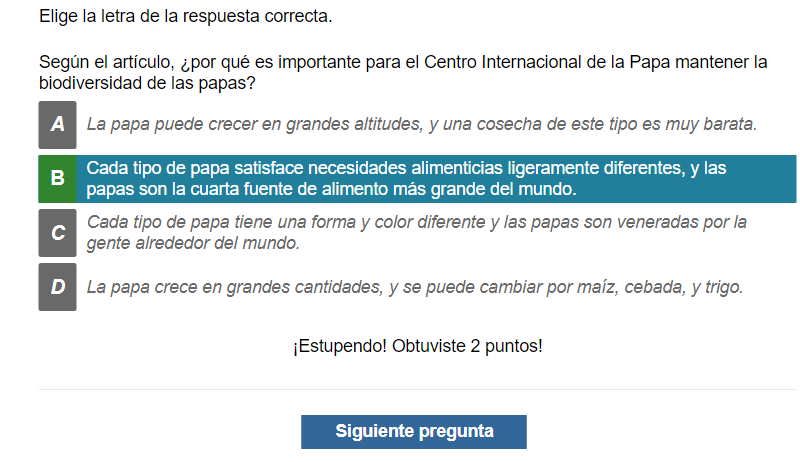 Elige la letra de la respuesta correcta.
Según el artículo, ¿por qué es importante para el Centro Internacional de la Papa mantener la
biodiversidad de las papas?
A La papa puede crecer en grandes altitudes, y una cosecha de este tipo es muy barata.
B Cada tipo de papa satisface necesidades alimenticias ligeramente diferentes, y las
papas son la cuarta fuente de alimento más grande del mundo.
C Cada tipo de papa tiene una forma y color diferente y las papas son veneradas por la
gente alrededor del mundo.
D La papa crece en grandes cantidades, y se puede cambiar por maíz, cebada, y trigo.
¡Estupendo! Obtuviste 2 puntos!
Siguiente pregunta